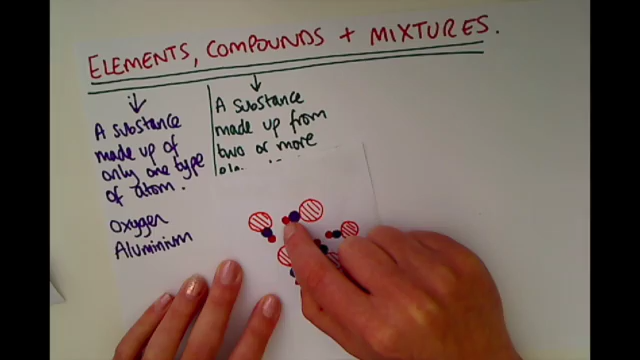 ELEMENTS, COMPOUNDS + MIXTURES.
A substance
made up of
only one type
of atom.
Oxygen
Aluminium
A substance
made up from
two or more